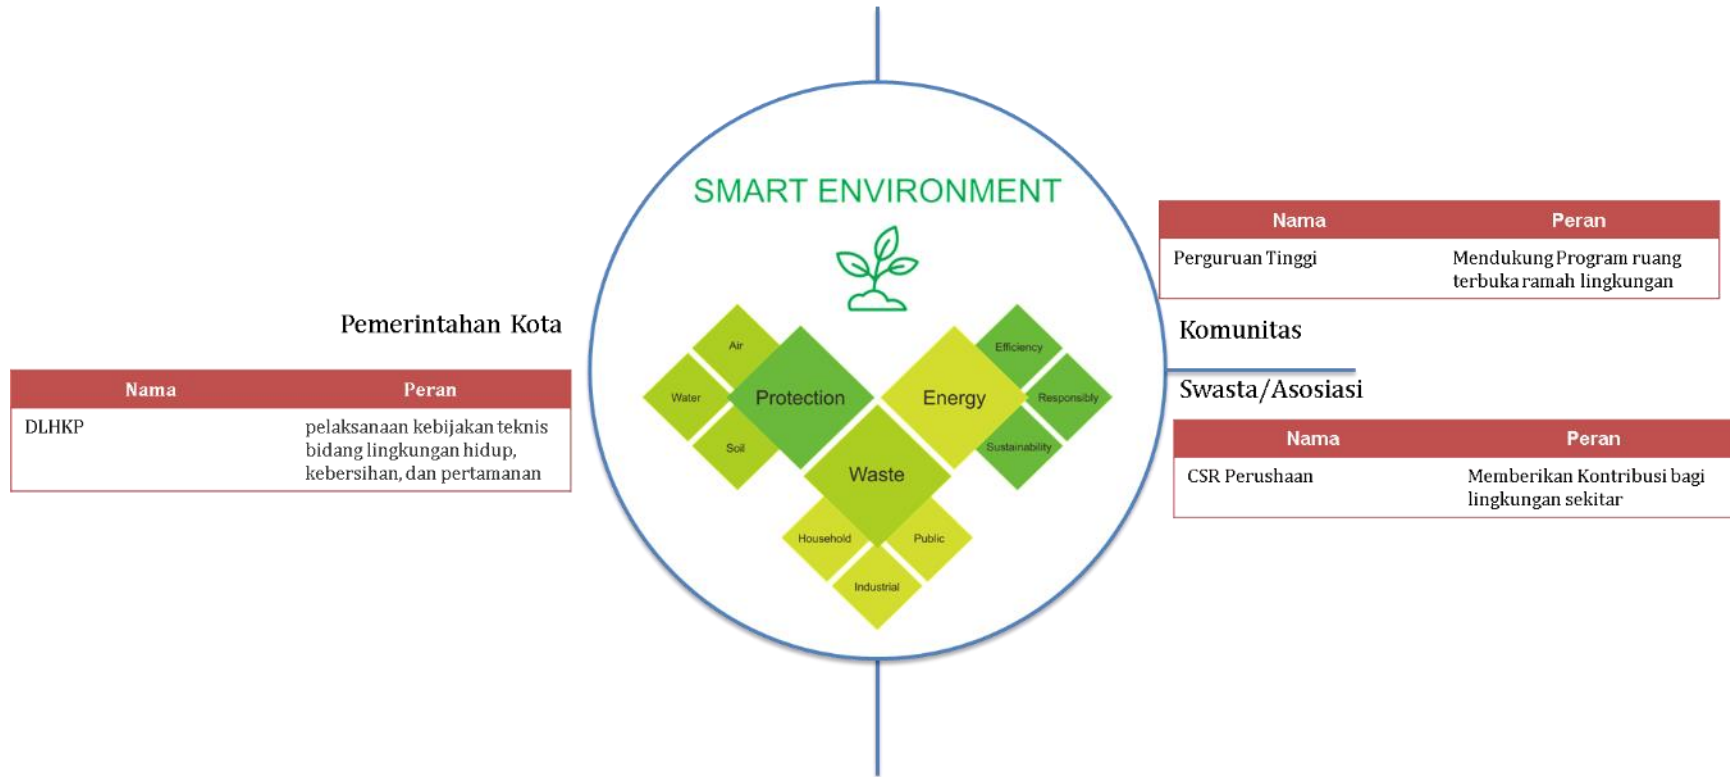 SMART ENVIRONMENT
Pemerintahan Kota
Nama Peran
DLHKP pelaksanaan kebijakan teknis
bidang lingkungan hidup,
kebersihan, dan pertamanan
Air
Water
Soil
Protection
Energy
Efficiency
Responsibly
Sustainability
Waste
Household
Public
Industrial
Nama Peran
Perguruan Tinggi Mendukung Program ruang
terbuka ramah lingkungan
Komunitas
Swasta/Asosiasi
Nama Peran
CSR Perushaan Memberikan Kontribusi bagi
lingkungan sekitar